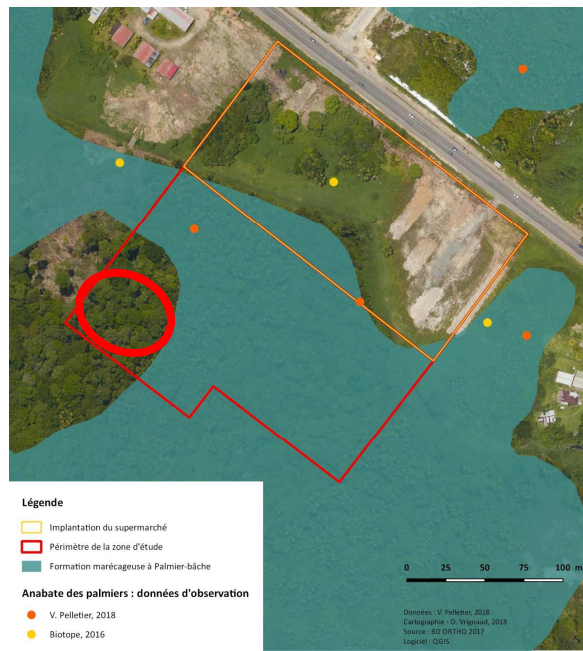 Légende
Implantation du supermarché
Périmètre de la zone d'étude
Formation marécageuse à Palmier-bâche
Anabate des palmiers : données d'observation
V. Pelletier, 2018
Biotope, 2016
0 25 50 75 100 m
Données : V. Pelletier, 2018
Cartographie : O. Vrignaud, 2018
Source : BD ORTHO 2017
Logiciel : QGIS